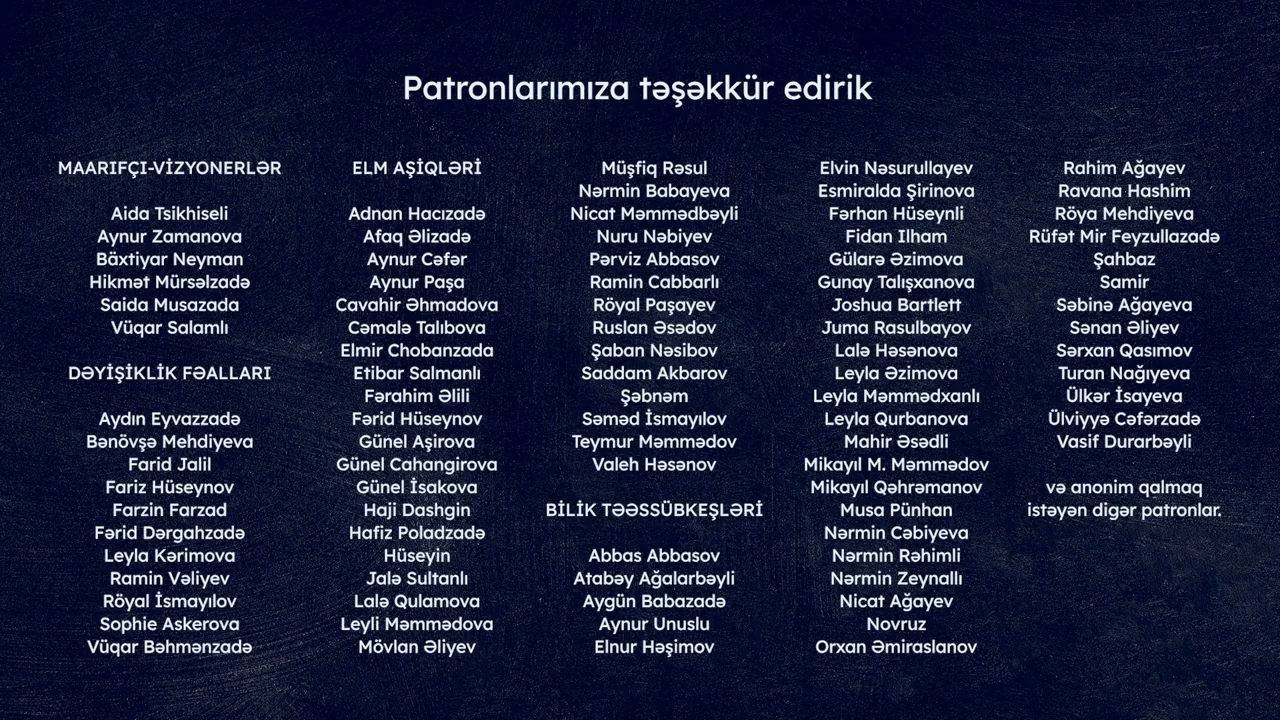 Patronlarımıza təşəkkür edirik
MAARIFÇI-VİZYONERLƏR
Aida Tsikhiseli
Aynur Zamanova
Bäxtiyar Neyman
Hikmət Mürsəlzadə
Saida Musazada
Vüqar Salamlı
DƏYİŞİKLİK FƏALLARI
Aydın Eyvazzadə
Bənövşə Mehdiyeva
Farid Jalil
Fariz Hüseynov
Farzin Farzad
Fərid Dərgahzadə
Leyla Kərimova
Ramin Vəliyev
Röyal İsmayılov
Sophie Askerova
Vüqar Bəhmənzadə
ELM AŞİQLƏRİ
Adnan Hacızadə
Afaq Əlizadə
Aynur Cəfər
Aynur Paşa
Cavahir Əhmadova
Cəmalə Talıbova
Elmir Chobanzada
Etibar Salmanlı
Fərahim Əlili
Fərid Hüseynov
Günel Aşirova
Günel Cahangirova
Günel İsakova
Haji Dashgin
Hafiz Poladzadə
Hüseyin
Jalə Sultanlı
Lalə Qulamova
Leyli Məmmədova
Mövlan Əliyev
Müşfiq Rəsul
Nərmin Babayeva
Nicat Məmmədbəyli
Nuru Nəbiyev
Pərviz Abbasov
Ramin Cabbarlı
Röyal Paşayev
Ruslan Əsədov
Şaban Nəsibov
Saddam Akbarov
Şəbnəm
Səməd İsmayılov
Teymur Məmmədov
Valeh Həsənov
BİLİK TƏƏSSÜBKEŞLƏRİ
Abbas Abbasov
Atabəy Ağalarbəyli
Aygün Babazadə
Aynur Unuslu
Elnur Həşimov
Elvin Nəsurullayev
Esmiralda Şirinova
Fərhan Hüseynli
Fidan Ilham
Gülarə Əzimova
Gunay Talışxanova
Joshua Bartlett
Juma Rasulbayov
Lalə Həsənova
Leyla Əzimova
Leyla Məmmədxanlı
Leyla Qurbanova
Mahir Əsədli
Mikayıl M. Məmmədov
Mikayıl Qəhrəmanov
Musa Pünhan
Nərmin Cəbiyeva
Nərmin Rəhimli
Nərmin Zeynallı
Nicat Ağayev
Novruz
Orxan Əmiraslanov
Rahim Ağayev
Ravana Hashim
Röya Mehdiyeva
Rüfət Mir Feyzullazadə
Şahbaz
Samir
Səbinə Ağayeva
Sənan Əliyev
Sərxan Qasımov
Turan Nağıyeva
Ülkər İsayeva
Ülviyyə Cəfərzadə
Vasif Durarbəyli
və anonim qalmaq
istəyən digər patronlar.